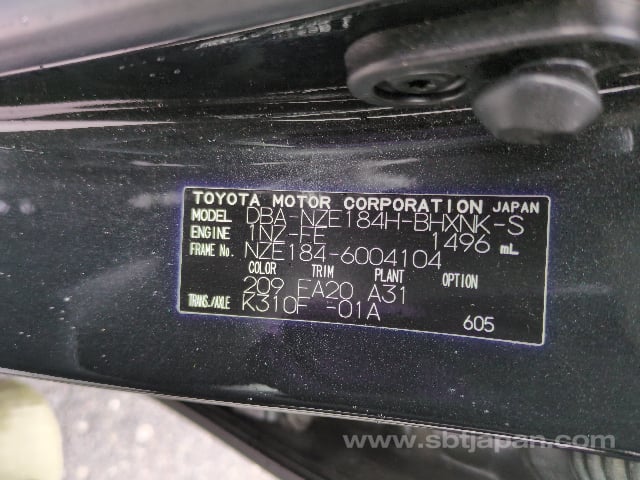 TOYOTA MOTOR CORPORATION JAPAN
MODEL DBA-NZE184H-BHXNK-S
ENGINE 1NZ-FE 1496 mL
FRAME No. NZE184-6004104
COLOR TRIM PLANT OPTION
209 FA20 A31
TRANS./AXLE K310F -01A
605
www.sbtjapan.com